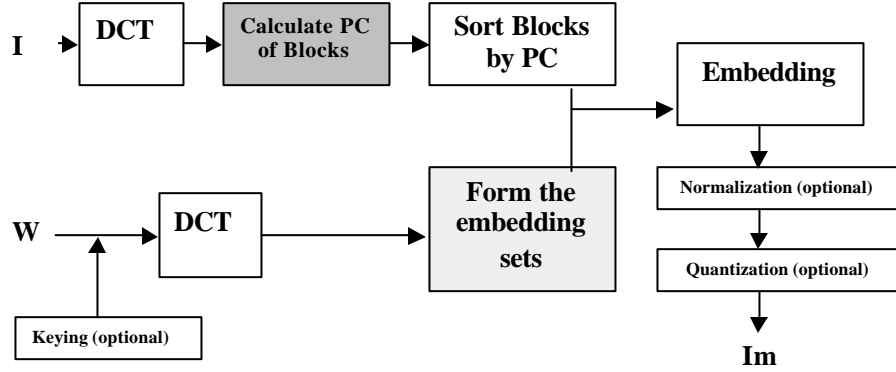 I
DCT
Calculate PC
of Blocks
Sort Blocks
by PC
Embedding
W
DCT
Form the
embedding
sets
Normalization (optional)
Quantization (optional)
Keying (optional)
Im